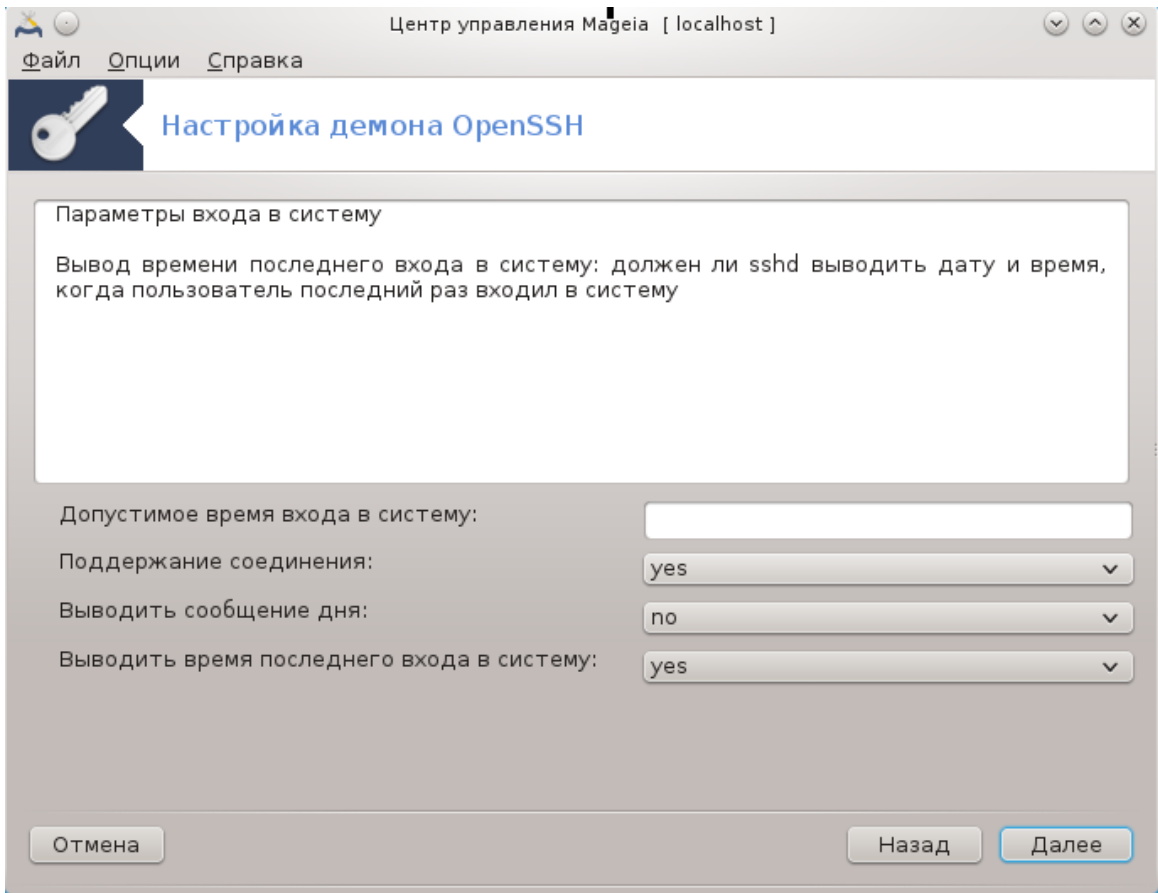 Центр управления Mageia [ localhost ]
Файл Опции Справка
Настройка демона OpenSSH
Параметры входа в систему
Вывод времени последнего входа в систему: должен ли sshd выводить дату и время,
когда пользователь последний раз входил в систему
Допустимое время входа в систему:
Поддержание соединения: yes
Выводить сообщение дня: no
Выводить время последнего входа в систему: yes
Отмена Назад Далее